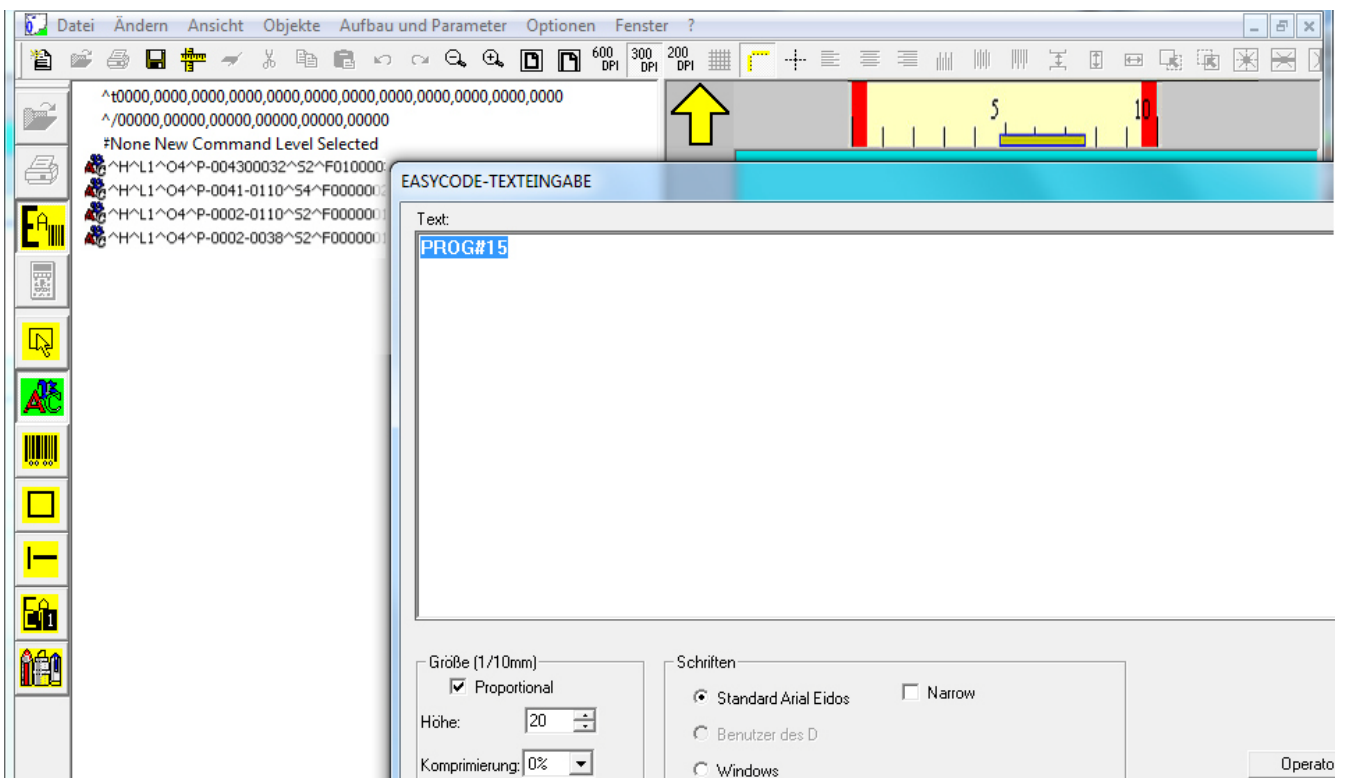 Datei Ändern Ansicht Objekte Aufbau und Parameter Optionen Fenster ?
600 DPI 300 DPI 200 DPI
^t0000,0000,0000,0000,0000,0000,0000,0000,0000,0000,0000
^/00000,00000,00000,00000,00000,00000
#None New Command Level Selected
^H^L1^O4^P-004300032^S2^F010000
^H^L1^O4^P-0041-0110^S4^F0000002
^H^L1^O4^P-0002-0110^S2^F0000001
^H^L1^O4^P-0002-0038^S2^F0000001
5 10
EASYCODE-TEXTEINGABE
Text:
PROG#15
Größe (1/10mm)
Proportional
Höhe: 20
Komprimierung: 0%
Schriften
Standard Arial Eidos
Narrow
Benutzer des D
Windows
Operato